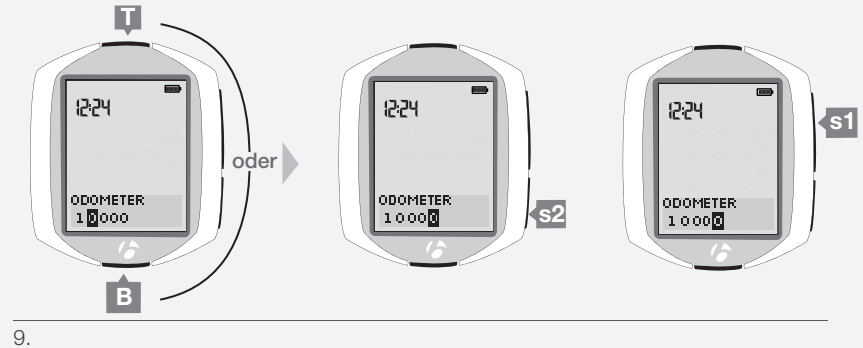 T
12:24
ODOMETER
10000
B
oder
12:24
ODOMETER
10000
s2
12:24
ODOMETER
10000
s1
9.